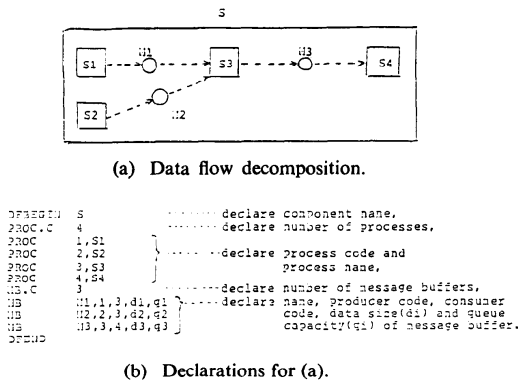 S
M1
M3
S1
S3
S4
S2
M2
(a) Data flow decomposition.
DFBEGIN S ········declare component name,
PROC.C 4 ········declare number of processes,
PROC 1,S1
PROC 2,S2 ········declare process code and
PROC 3,S3 process name,
PROC 4,S4
MB.C 3 ········declare number of message buffers,
MB M1,1,3,d1,q1 ·····declare name, producer code, consumer
MB M2,2,3,d2,q2 code, data size(di) and queue
MB M3,3,4,d3,q3 capacity(qi) of message buffer.
DFEND
(b) Declarations for (a).